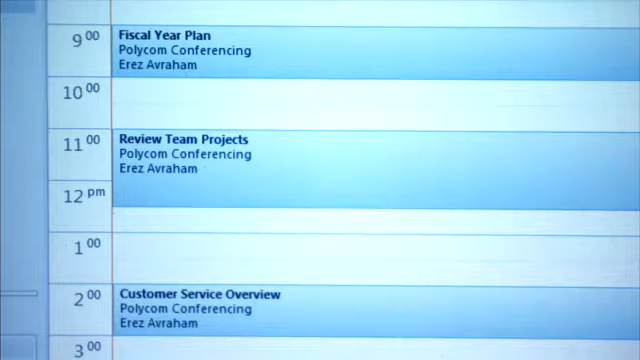 9 00
Fiscal Year Plan
Polycom Conferencing
Erez Avraham
10 00
11 00
Review Team Projects
Polycom Conferencing
Erez Avraham
12 pm
1 00
2 00
Customer Service Overview
Polycom Conferencing
Erez Avraham
3 00